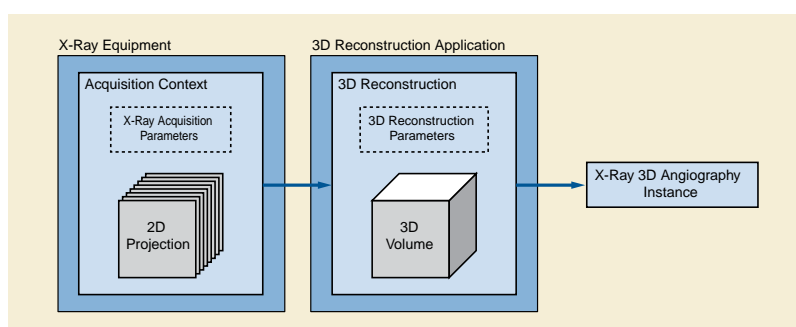 X-Ray Equipment
Acquisition Context
X-Ray Acquisition
Parameters
2D
Projection
3D Reconstruction Application
3D Reconstruction
3D Reconstruction
Parameters
3D
Volume
X-Ray 3D Angiography
Instance